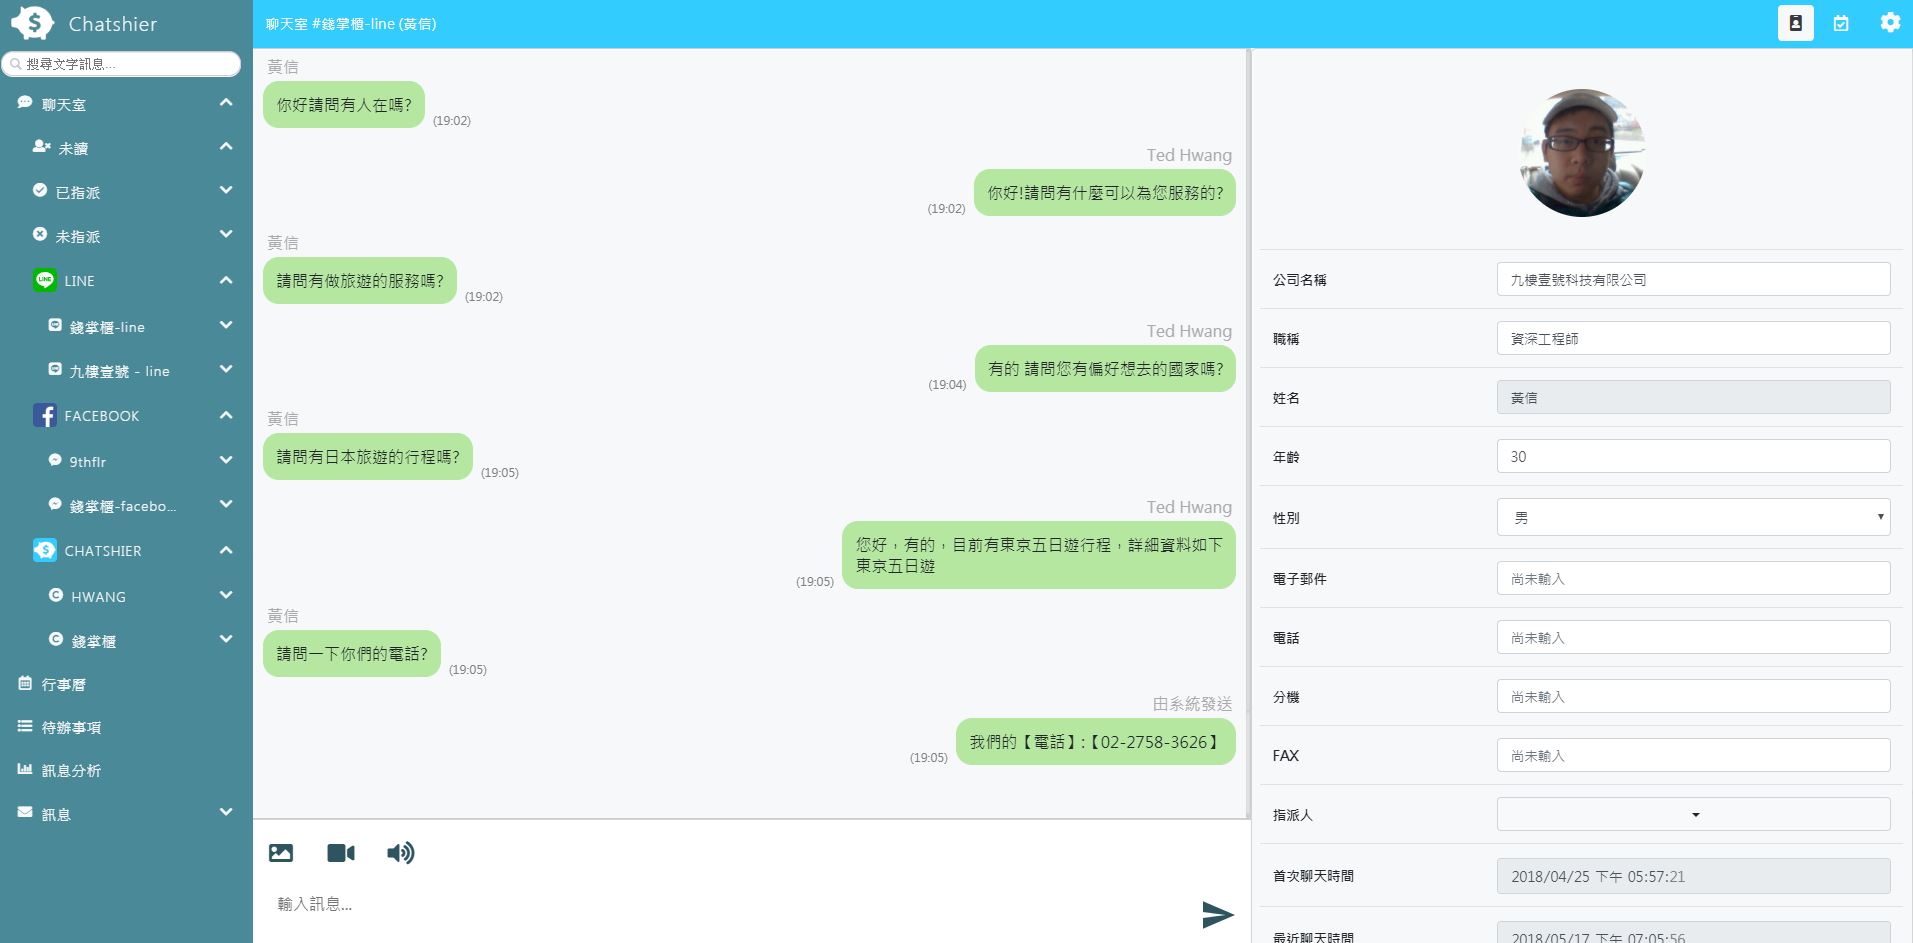 Chatshier
搜尋文字訊息...
聊天室
未讀
已指派
未指派
LINE
LINE
錢掌櫃-line
九樓壹號 - line
FACEBOOK
9thflr
錢掌櫃-facebo...
CHATSHIER
HWANG
錢掌櫃
行事曆
待辦事項
訊息分析
訊息
聊天室 #錢掌櫃-line (黃信)
黃信
你好請問有人在嗎?
(19:02)
Ted Hwang
(19:02)
你好!請問有什麼可以為您服務的?
黃信
請問有做旅遊的服務嗎?
(19:02)
Ted Hwang
(19:04)
有的 請問您有偏好想去的國家嗎?
黃信
請問有日本旅遊的行程嗎?
(19:05)
Ted Hwang
(19:05)
您好，有的，目前有東京五日遊行程，詳細資料如下
東京五日遊
黃信
請問一下你們的電話?
(19:05)
由系統發送
(19:05)
我們的【電話】:【02-2758-3626】
輸入訊息...
公司名稱
九樓壹號科技有限公司
職稱
資深工程師
姓名
黃信
年齡
30
性別
男
電子郵件
尚未輸入
電話
尚未輸入
分機
尚未輸入
FAX
尚未輸入
指派人
首次聊天時間
2018/04/25 下午 05:57:21
最近聊天時間
2018/05/17 下午 07:05:56